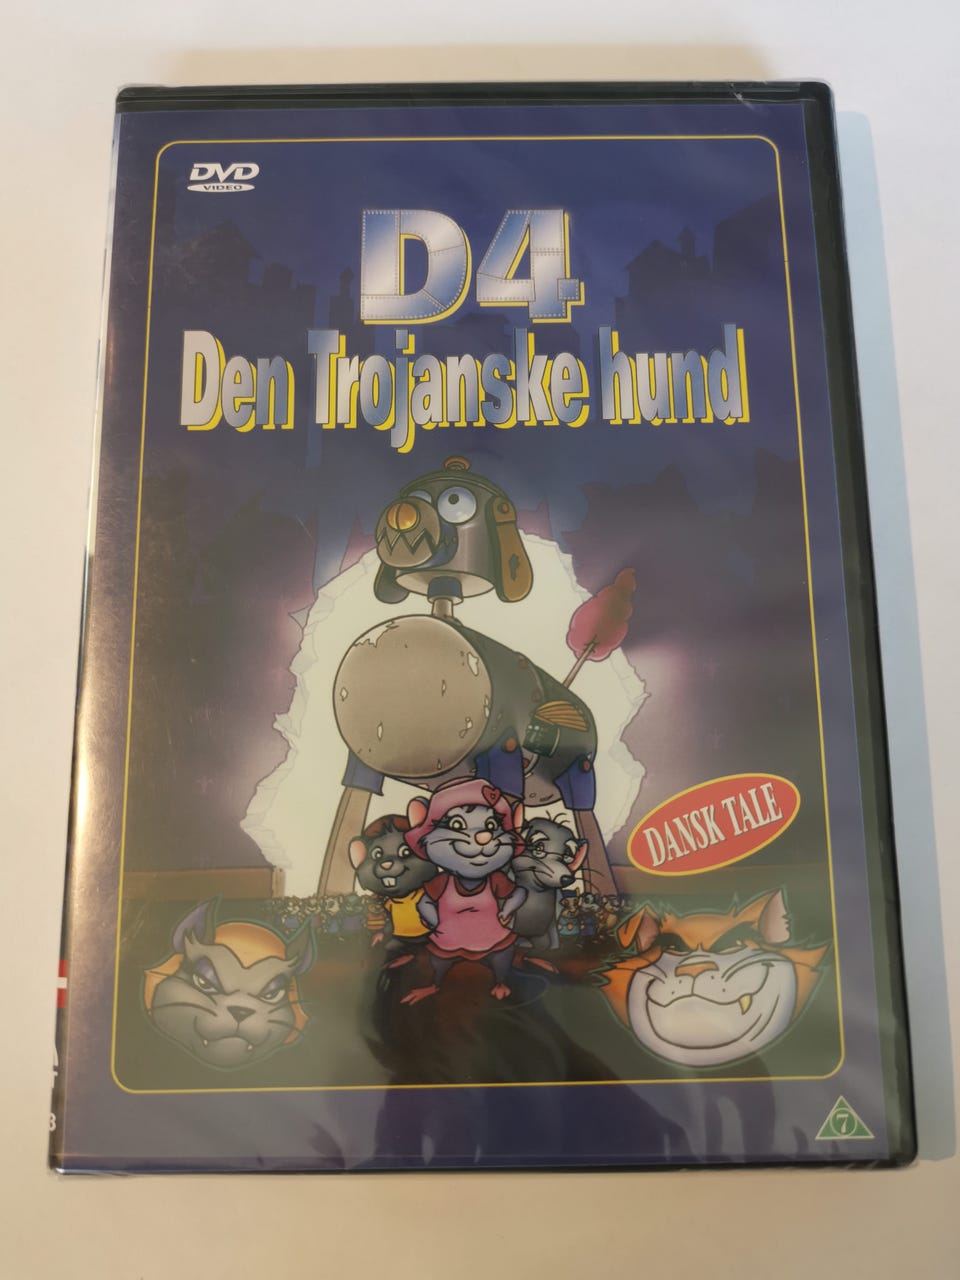 DVD
VIDEO
D4
Den Trojanske hund
DANSK TALE
7